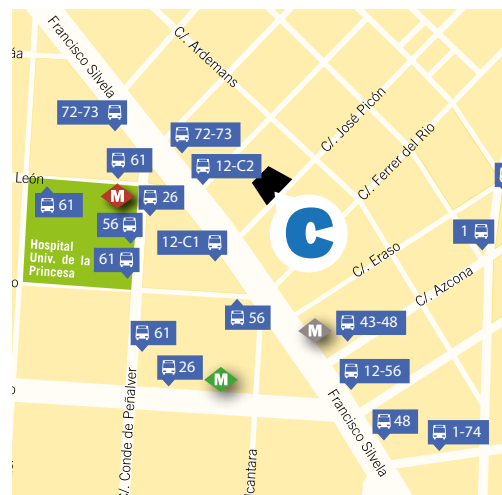 Francisco Silvela
C/. Ardemans
C/. José Picón
C/. Ferrer del Rio
72-73
72-73
61
12-C2
León
M
26
61
56
12-C1
1
C
Hospital
Univ. de la
Princesa
61
C/. Eraso
C/. Azcona
56
M
43-48
61
26
M
12-56
C/. Conde de Peñalver
Francisco Silvela
48
1-74